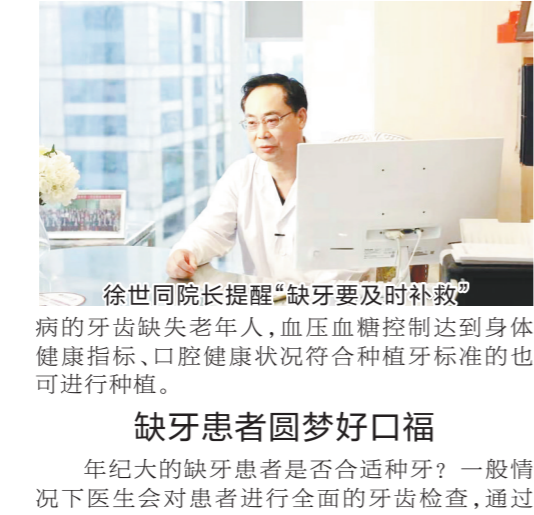 徐世同院长提醒“缺牙要及时补救”
病的牙齿缺失老年人,血压血糖控制达到身体
健康指标、口腔健康状况符合种植牙标准的也
可进行种植。
缺牙患者圆梦好口福
年纪大的缺牙患者是否合适种牙？一般情
况下医生会对患者进行全面的牙齿检查,通过